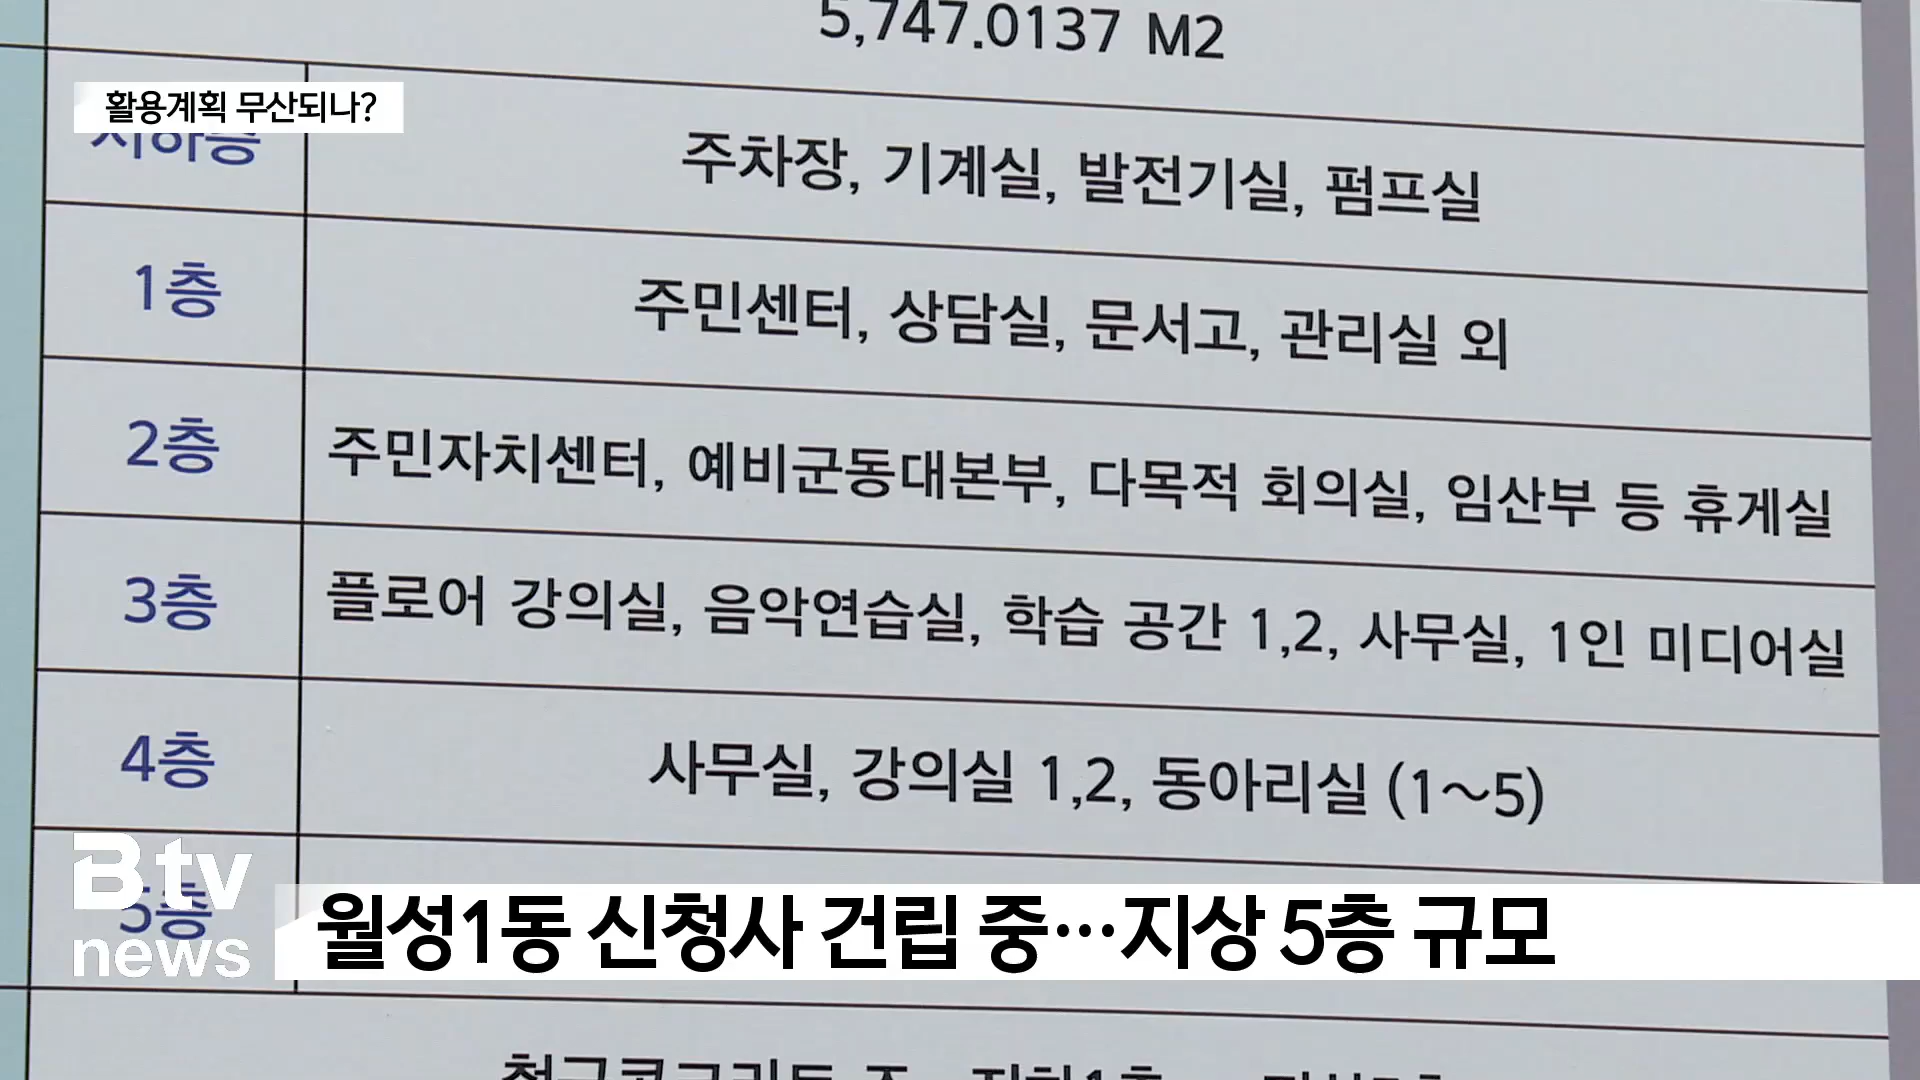 5,747.0137 M2
활용계획 무산되나?
지하층 주차장, 기계실, 발전기실, 펌프실
1층 주민센터, 상담실, 문서고, 관리실 외
2층 주민자치센터, 예비군동대본부, 다목적 회의실, 임산부 등 휴게실
3층 플로어 강의실, 음악연습실, 학습 공간 1,2, 사무실, 1인 미디어실
4층 사무실, 강의실 1,2, 동아리실 (1~5)
5층
B tv
news
월성1동 신청사 건립 중…지상 5층 규모